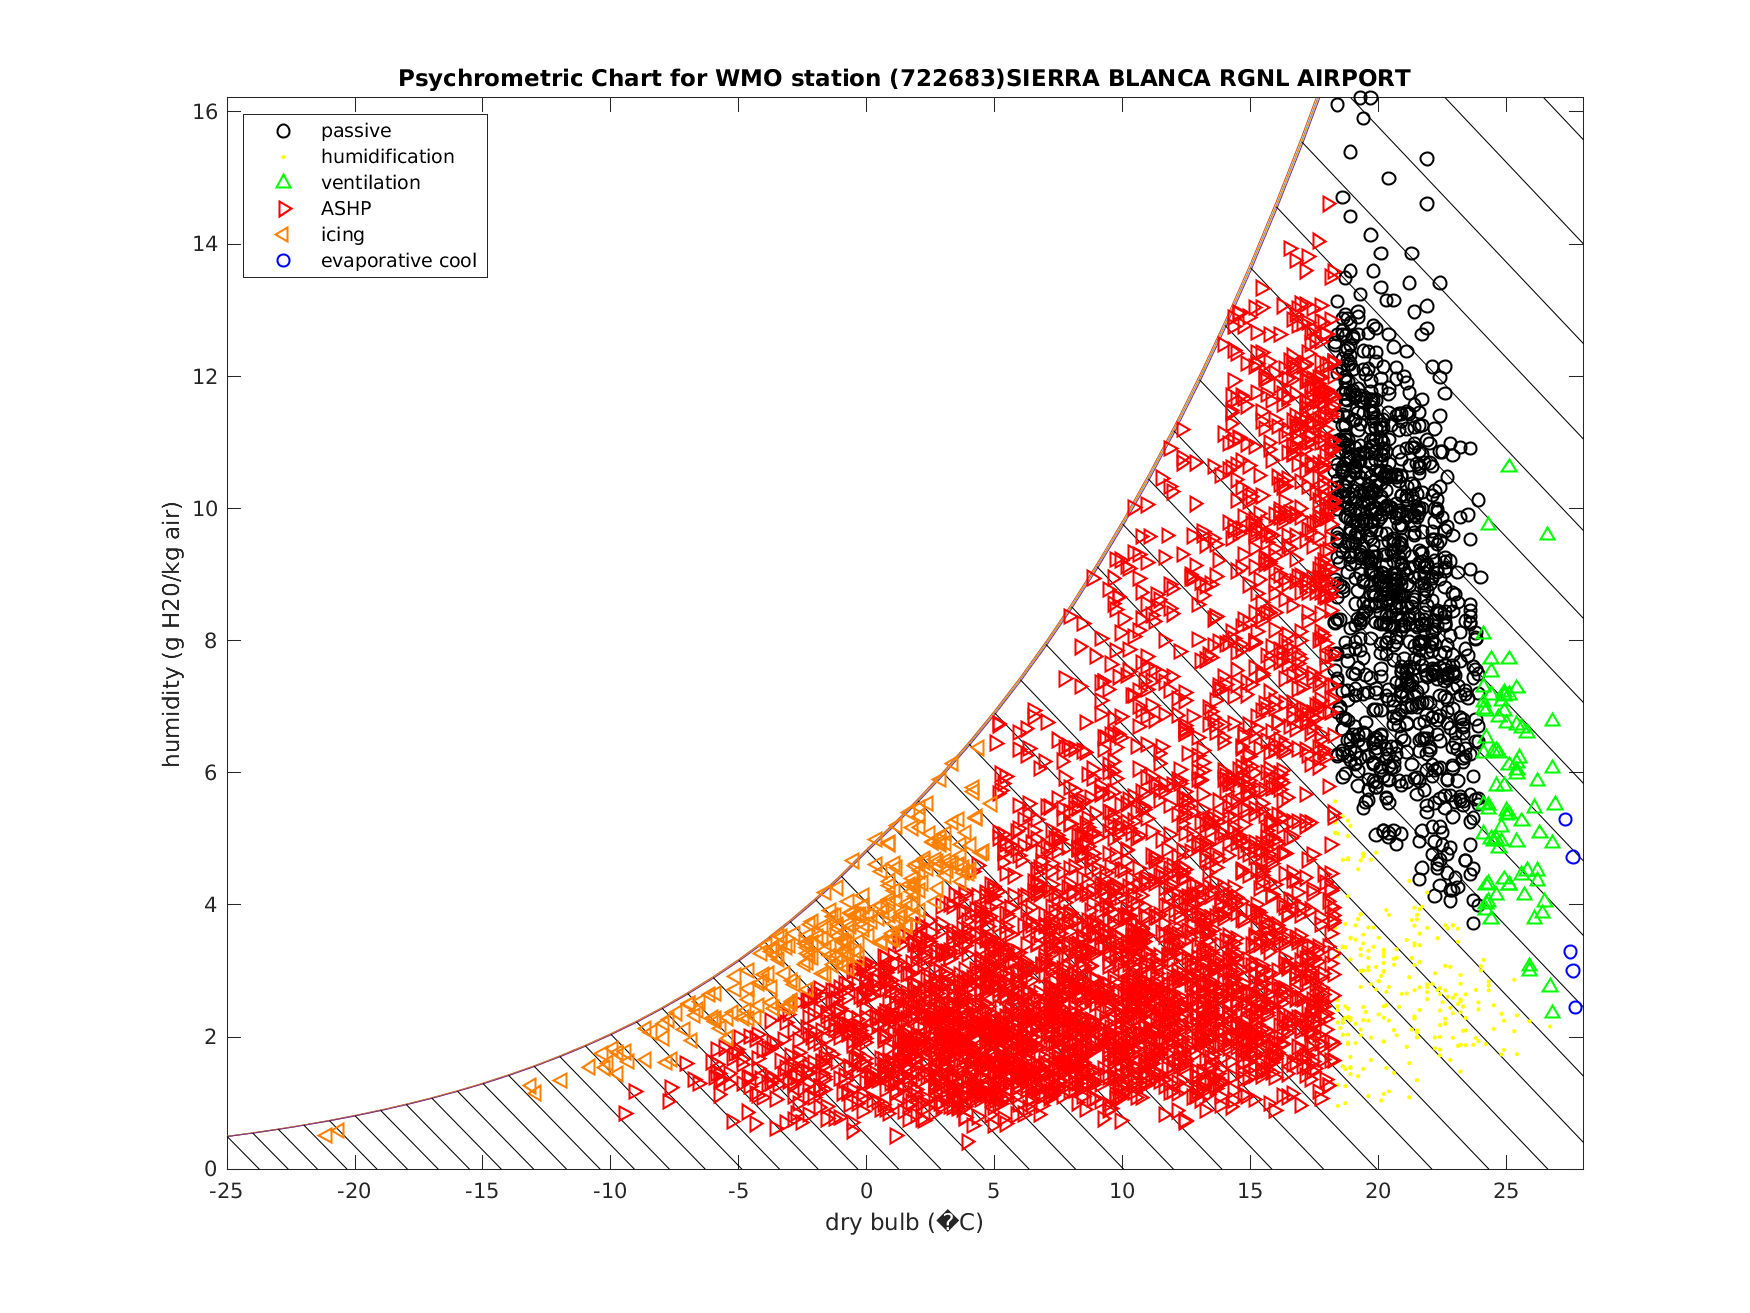 Psychrometric Chart for WMO station (722683)SIERRA BLANCA RGNL AIRPORT
passive
humidification
ventilation
ASHP
icing
evaporative cool
humidity (g H20/kg air)
16
14
12
10
8
6
4
2
0
-25 -20 -15 -10 -5 0 5 10 15 20 25
dry bulb (�C)